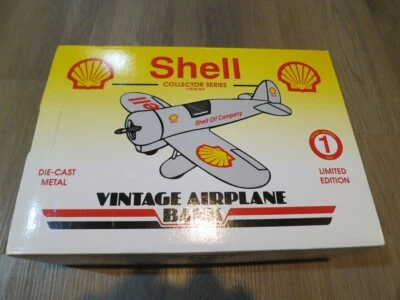 Shell
COLLECTOR SERIES
Shell Oil Company
1
DIE-CAST
METAL
LIMITED
EDITION
VINTAGE AIRPLANE
BANK